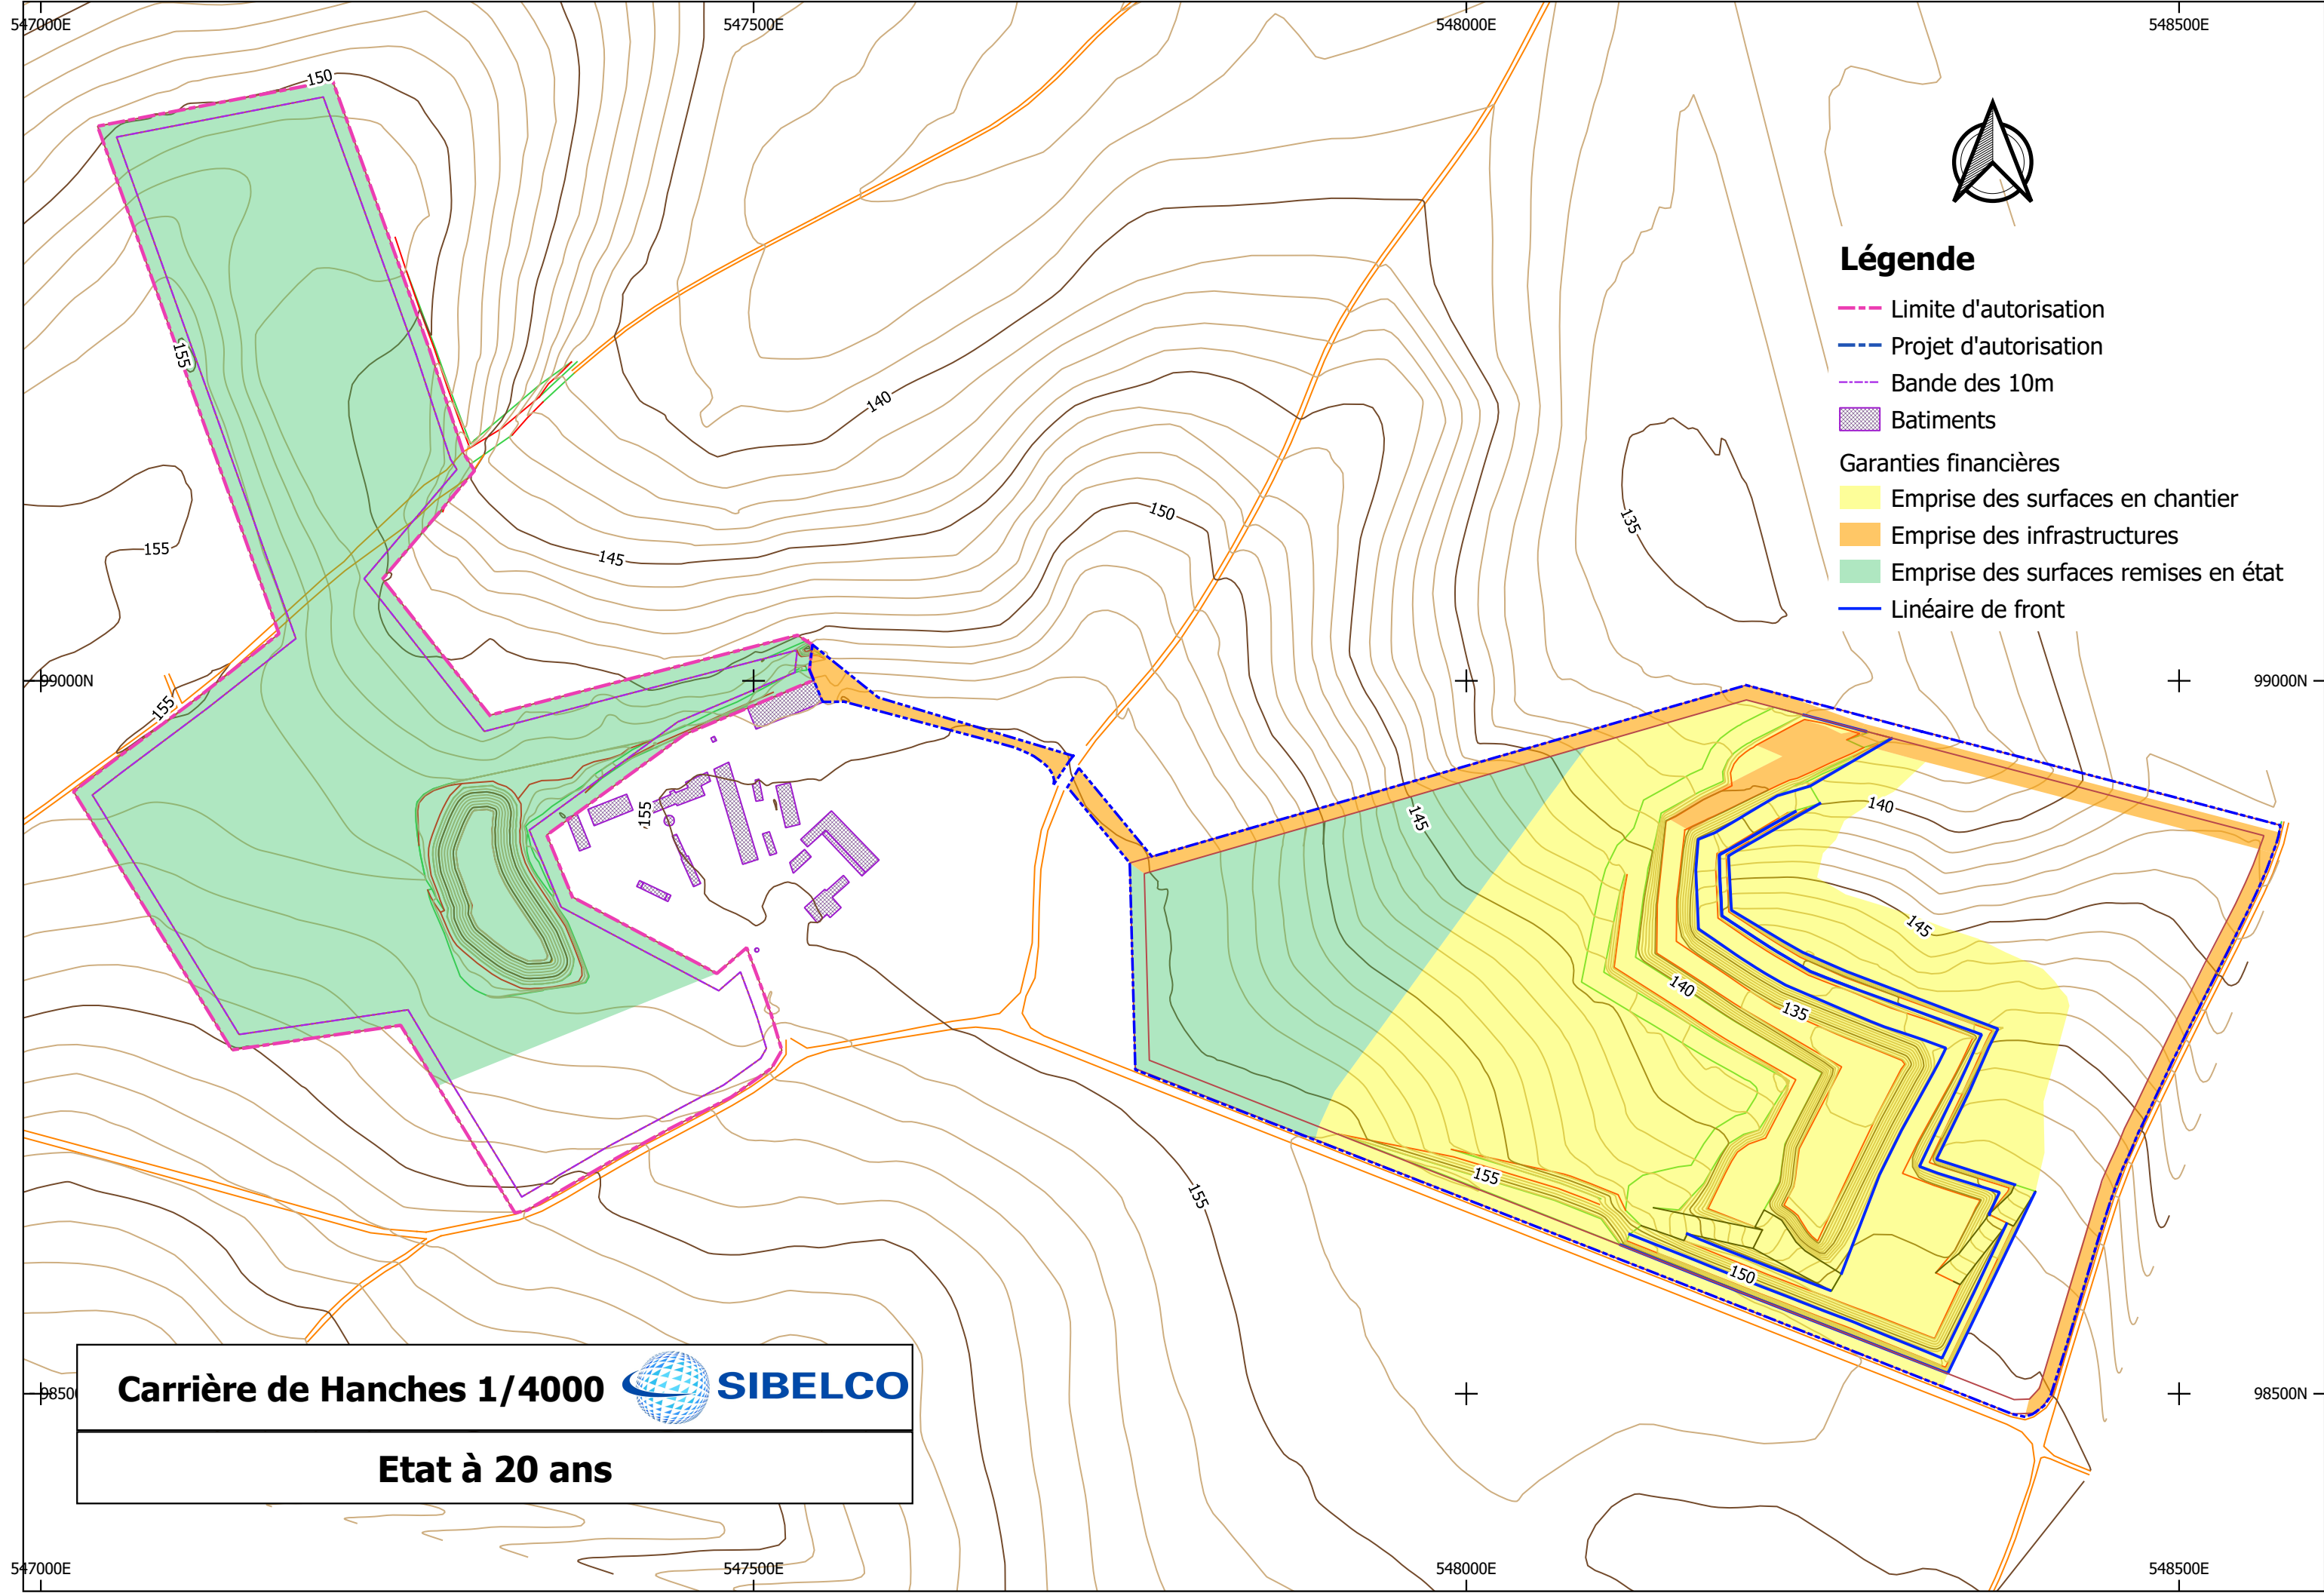 547000E
547500E
548000E
548500E
150
Légende
Limite d'autorisation
Projet d'autorisation
Bande des 10m
Batiments
Garanties financières
Emprise des surfaces en chantier
Emprise des infrastructures
Emprise des surfaces remises en état
Linéaire de front
155
140
150
135
155
145
99000N
99000N
155
155
145
140
145
140
135
155
155
150
98500
98500N
Carrière de Hanches 1/4000
SIBELCO
Etat à 20 ans
547000E
547500E
548000E
548500E